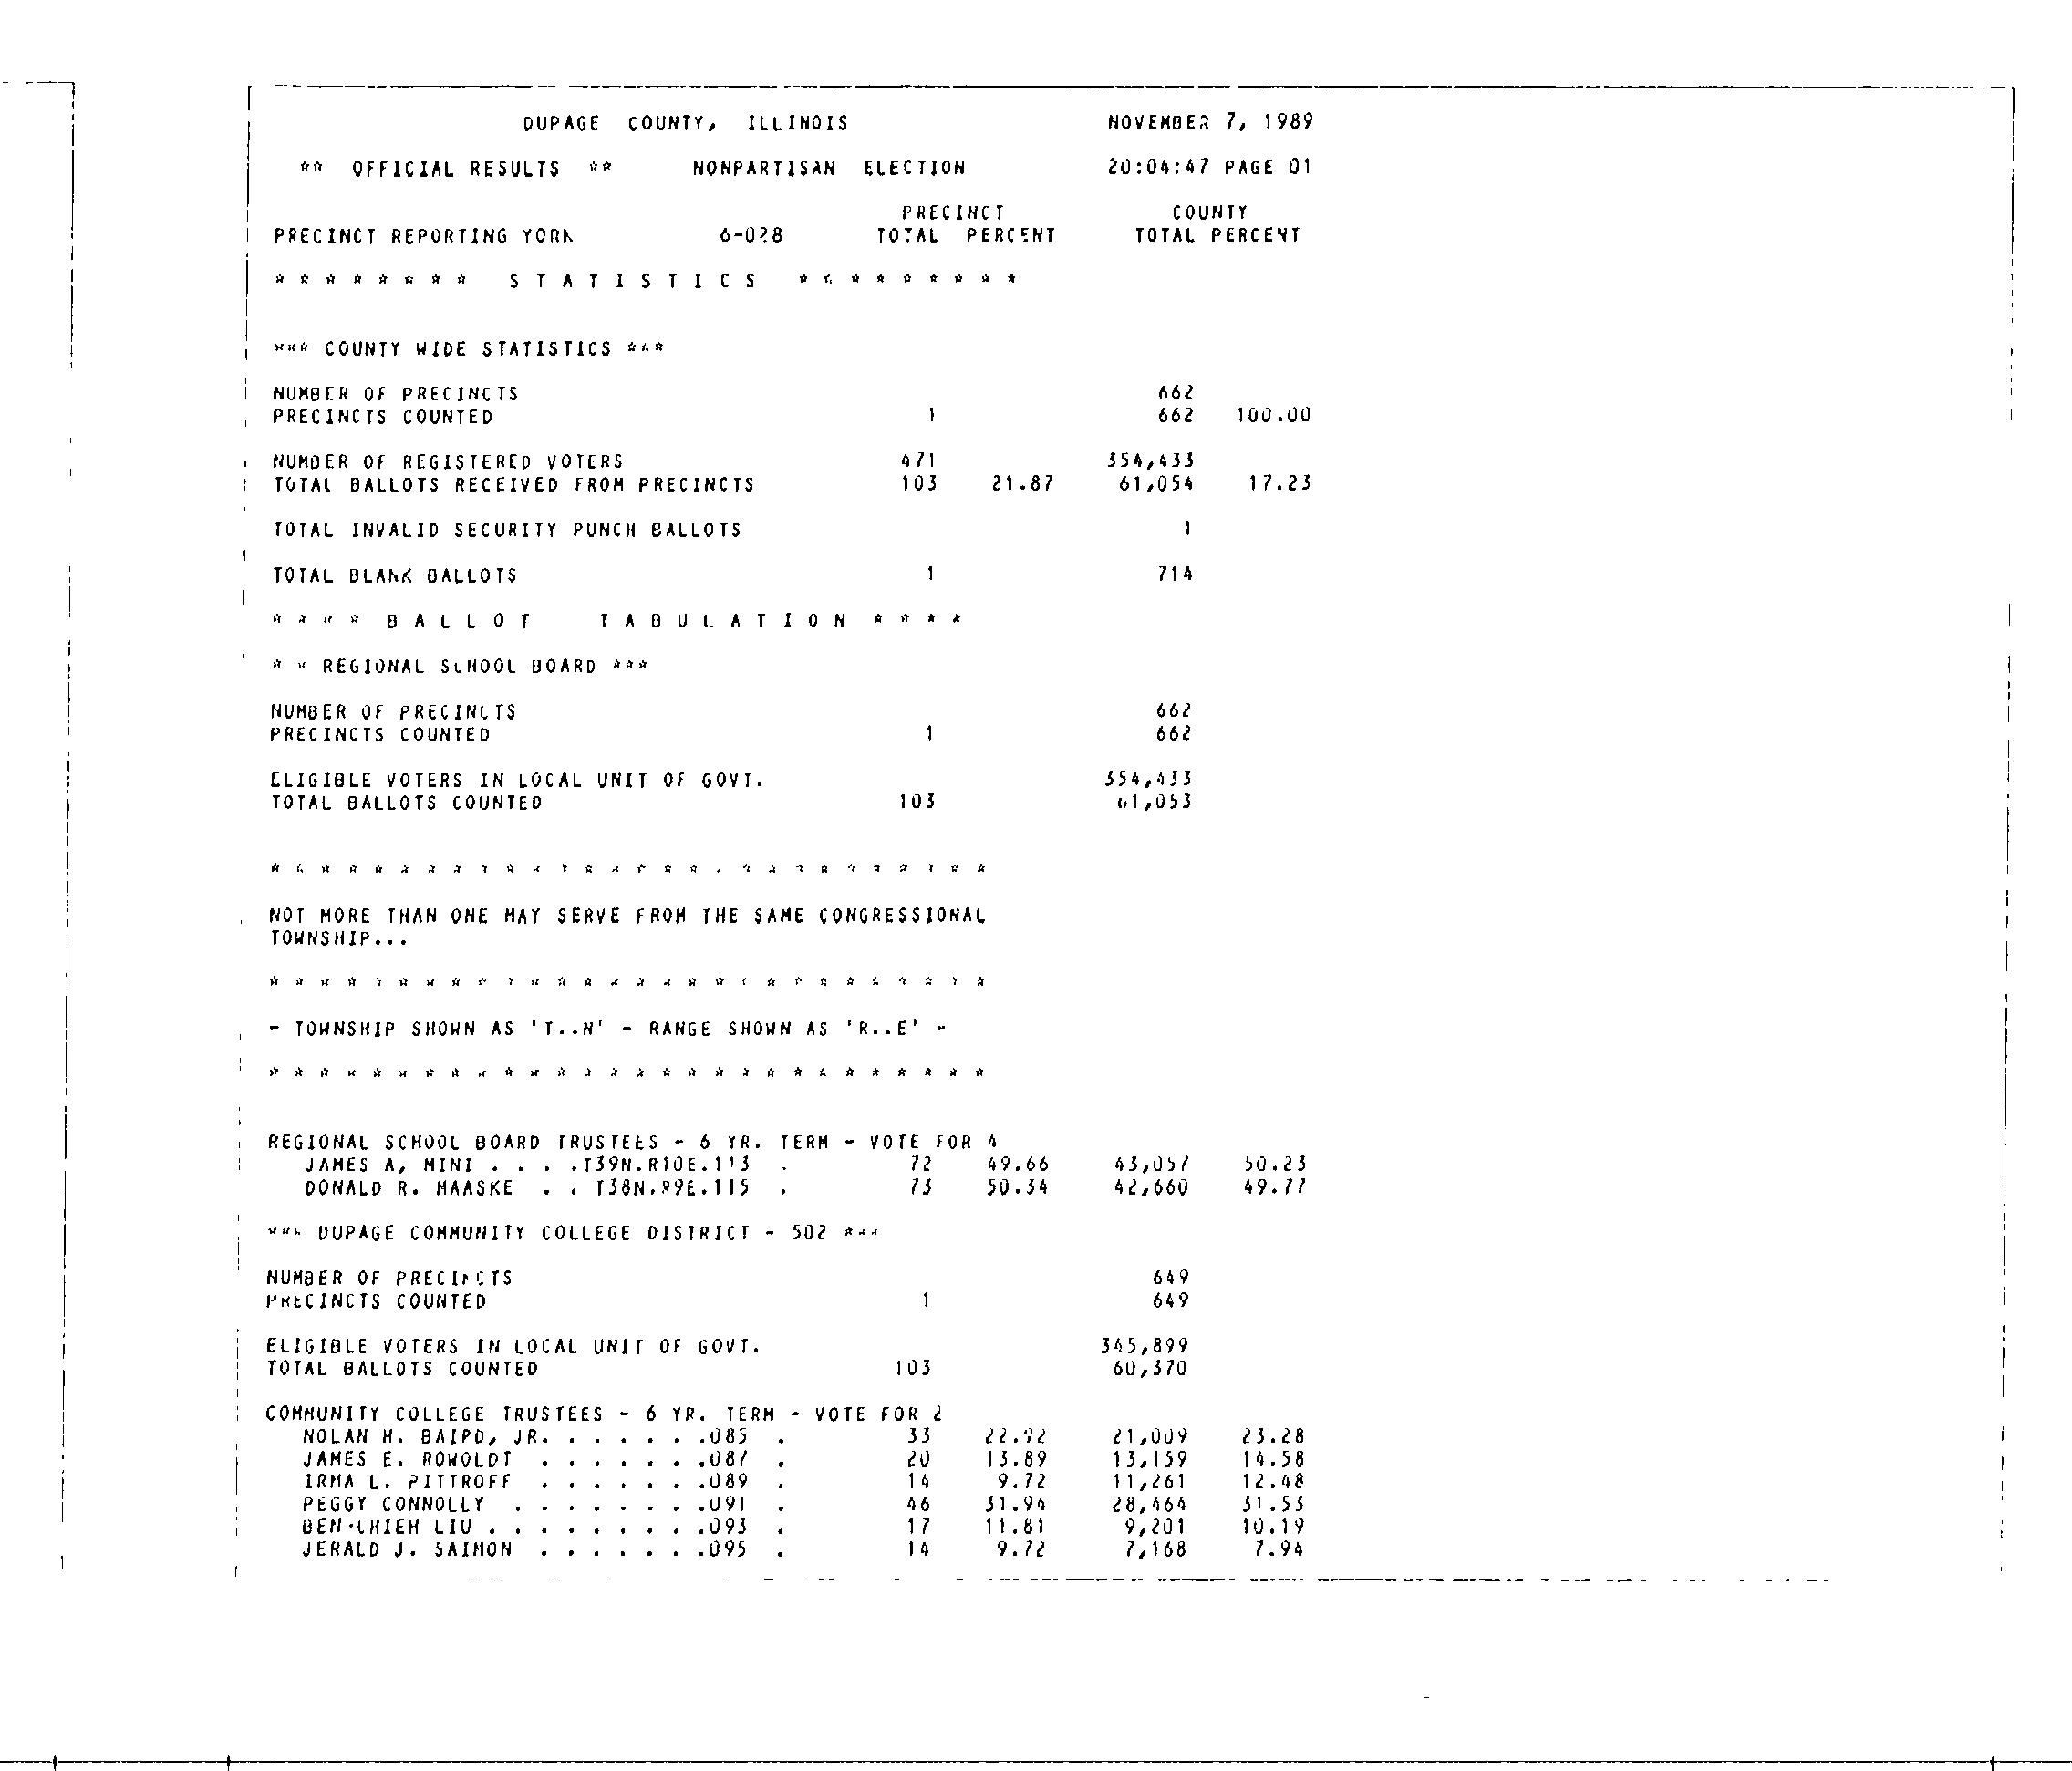 DUPAGE COUNTY, ILLINOIS NOVEMBER 7, 1989
** OFFICIAL RESULTS ** NONPARTISAN ELECTION 20:04:47 PAGE 01
PRECINCT COUNTY
PRECINCT REPORTING YORK 6-028 TOTAL PERCENT TOTAL PERCENT
* * * * * * * * S T A T I S T I C S * * * * * * * * *
*** COUNTY WIDE STATISTICS ***
NUMBER OF PRECINCTS 662
PRECINCTS COUNTED 1 662 100.00
NUMBER OF REGISTERED VOTERS 471 354,433
TOTAL BALLOTS RECEIVED FROM PRECINCTS 103 21.87 61,054 17.23
TOTAL INVALID SECURITY PUNCH BALLOTS 1
TOTAL BLANK BALLOTS 1 714
* * * * B A L L O T T A B U L A T I O N * * * *
* * REGIONAL SCHOOL BOARD ***
NUMBER OF PRECINCTS 662
PRECINCTS COUNTED 1 662
ELIGIBLE VOTERS IN LOCAL UNIT OF GOVT. 354,433
TOTAL BALLOTS COUNTED 103 61,053
* * * * * * * * * * * * * * * * * * * * * * * * * * * *
NOT MORE THAN ONE MAY SERVE FROM THE SAME CONGRESSIONAL
TOWNSHIP...
* * * * * * * * * * * * * * * * * * * * * * * * * * * *
- TOWNSHIP SHOWN AS 'T..N' - RANGE SHOWN AS 'R..E' -
* * * * * * * * * * * * * * * * * * * * * * * * * * * *
REGIONAL SCHOOL BOARD TRUSTEES - 6 YR. TERM - VOTE FOR 4
JAMES A, MINI . . . .T39N.R10E.113 . 72 49.66 43,057 50.23
DONALD R. MAASKE . . T38N.R9E.115 . 73 50.34 42,660 49.77
*** DUPAGE COMMUNITY COLLEGE DISTRICT - 502 ***
NUMBER OF PRECINCTS 649
PRECINCTS COUNTED 1 649
ELIGIBLE VOTERS IN LOCAL UNIT OF GOVT. 345,899
TOTAL BALLOTS COUNTED 103 60,370
COMMUNITY COLLEGE TRUSTEES - 6 YR. TERM - VOTE FOR 2
NOLAN H. BAIRD, JR. . . . . . .085 . 33 22.92 21,009 23.28
JAMES E. ROWOLDT . . . . . . .087 . 20 13.89 13,159 14.58
IRMA L. PITTROFF . . . . . . .089 . 14 9.72 11,261 12.48
PEGGY CONNOLLY . . . . . . . .091 . 46 31.94 28,464 31.53
BEN-CHIEH LIU . . . . . . . . .093 . 17 11.81 9,201 10.19
JERALD J. SAIMON . . . . . . .095 . 14 9.72 7,168 7.94